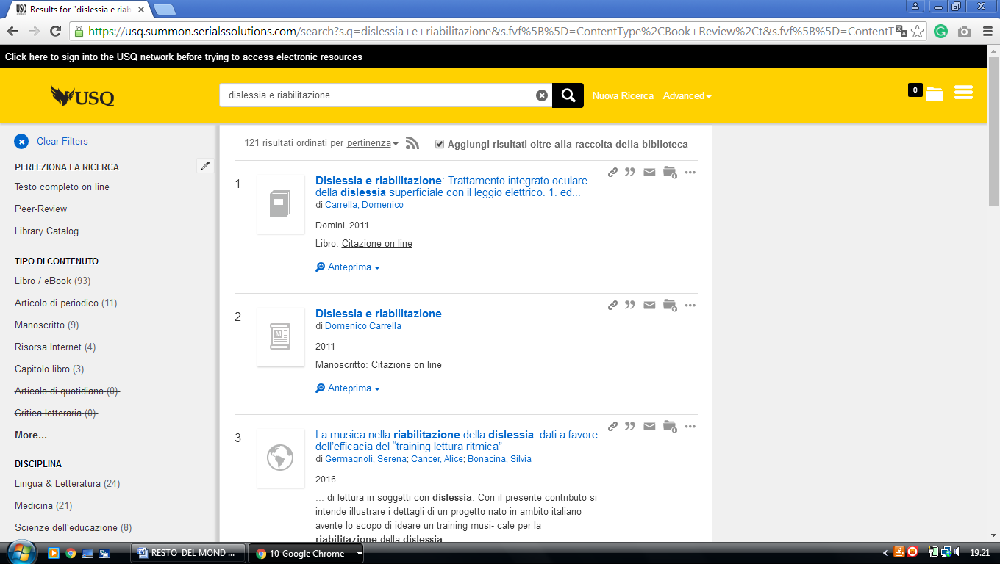 Results for "dislessia e riab
https://usq.summon.serialssolutions.com/search?s.q=dislessia+e+riabilitazione&s.fvf%5B%5D=ContentType%2CBook+Review%2Ct&s.fvf%5B%5D=ContentT
Click here to sign into the USQ network before trying to access electronic resources
USQ
dislessia e riabilitazione
Nuova Ricerca
Advanced
0
Clear Filters
PERFEZIONA LA RICERCA
Testo completo on line
Peer-Review
Library Catalog
TIPO DI CONTENUTO
Libro / eBook (93)
Articolo di periodico (11)
Manoscritto (9)
Risorsa Internet (4)
Capitolo libro (3)
Articolo di quotidiano (0)
Critica letteraria (0)
More...
DISCIPLINA
Lingua & Letteratura (24)
Medicina (21)
Scienze dell'educazione (8)
121 risultati ordinati per pertinenza
Aggiungi risultati oltre alla raccolta della biblioteca
1
Dislessia e riabilitazione: Trattamento integrato oculare
della dislessia superficiale con il leggio elettrico. 1. ed...
di Carrella, Domenico
Domini, 2011
Libro: Citazione on line
Anteprima
2
Dislessia e riabilitazione
di Domenico Carrella
2011
Manoscritto: Citazione on line
Anteprima
3
La musica nella riabilitazione della dislessia: dati a favore
dell'efficacia del “training lettura ritmica”
di Germagnoli, Serena; Cancer, Alice; Bonacina, Silvia
2016
... di lettura in soggetti con dislessia. Con il presente contributo si
intende illustrare i dettagli di un progetto nato in ambito italiano
avente lo scopo di ideare un training musi- cale per la
riabilitazione della dislessia
RESTO DEL MOND ...
10 Google Chrome
19.21